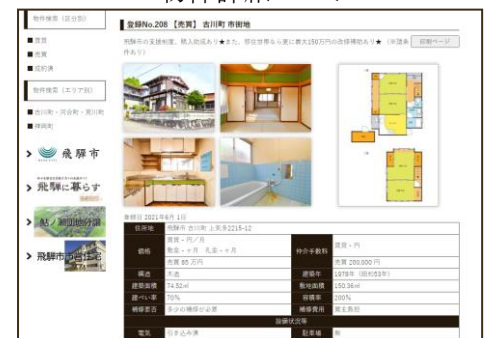 物件検索（区分別）
■ 賃貸
■ 売買
■ 成約済
物件検索（エリア別）
■ 古川町・河合町・宮川町
■ 神岡町
飛騨市
飛騨に暮らす
飛騨市市営住宅
登録No.208 【売買】 古川町 市街地
飛騨市の支援制度、購入助成あり★また、移住世帯なら更に最大150万円の改修補助あり★（※諸条件あり）
印刷ページ
登録日 2021年6月 1日
住所地 飛騨市 古川町 上気多2215-12
価格 賃貸 - 円／月
敷金 - ヶ月 礼金 - ヶ月
売買 85 万円
仲介手数料 賃貸 - 円
売買 200,000 円
構造 木造 建築年 1978年（昭和53年）
建築面積 74.52㎡ 敷地面積 150.36㎡
建ぺい率 70% 容積率 200%
補修要否 多少の補修が必要 補修費用 買主負担
設備状況等
電気 引き込み済 駐車場 有